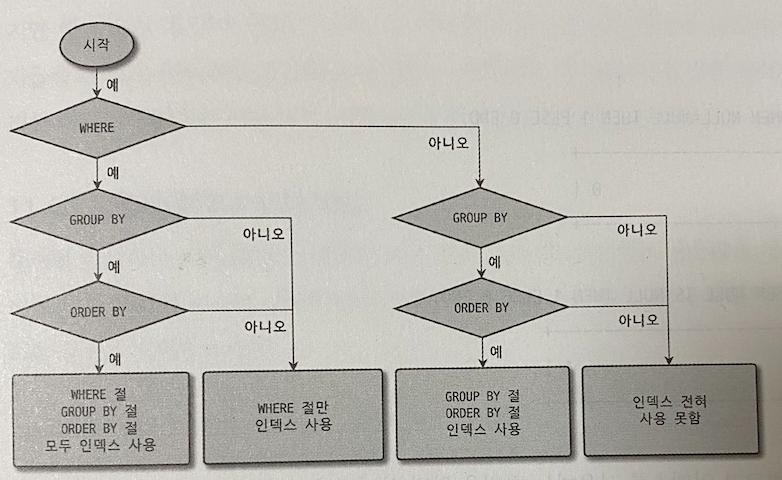 시작
예
WHERE
아니오
예
GROUP BY
아니오
예
ORDER BY
아니오
예
WHERE 절
GROUP BY 절
ORDER BY 절
모두 인덱스 사용
WHERE 절만
인덱스 사용
GROUP BY
아니오
예
ORDER BY
아니오
예
GROUP BY 절
ORDER BY 절
인덱스 사용
인덱스 전혀
사용 못함